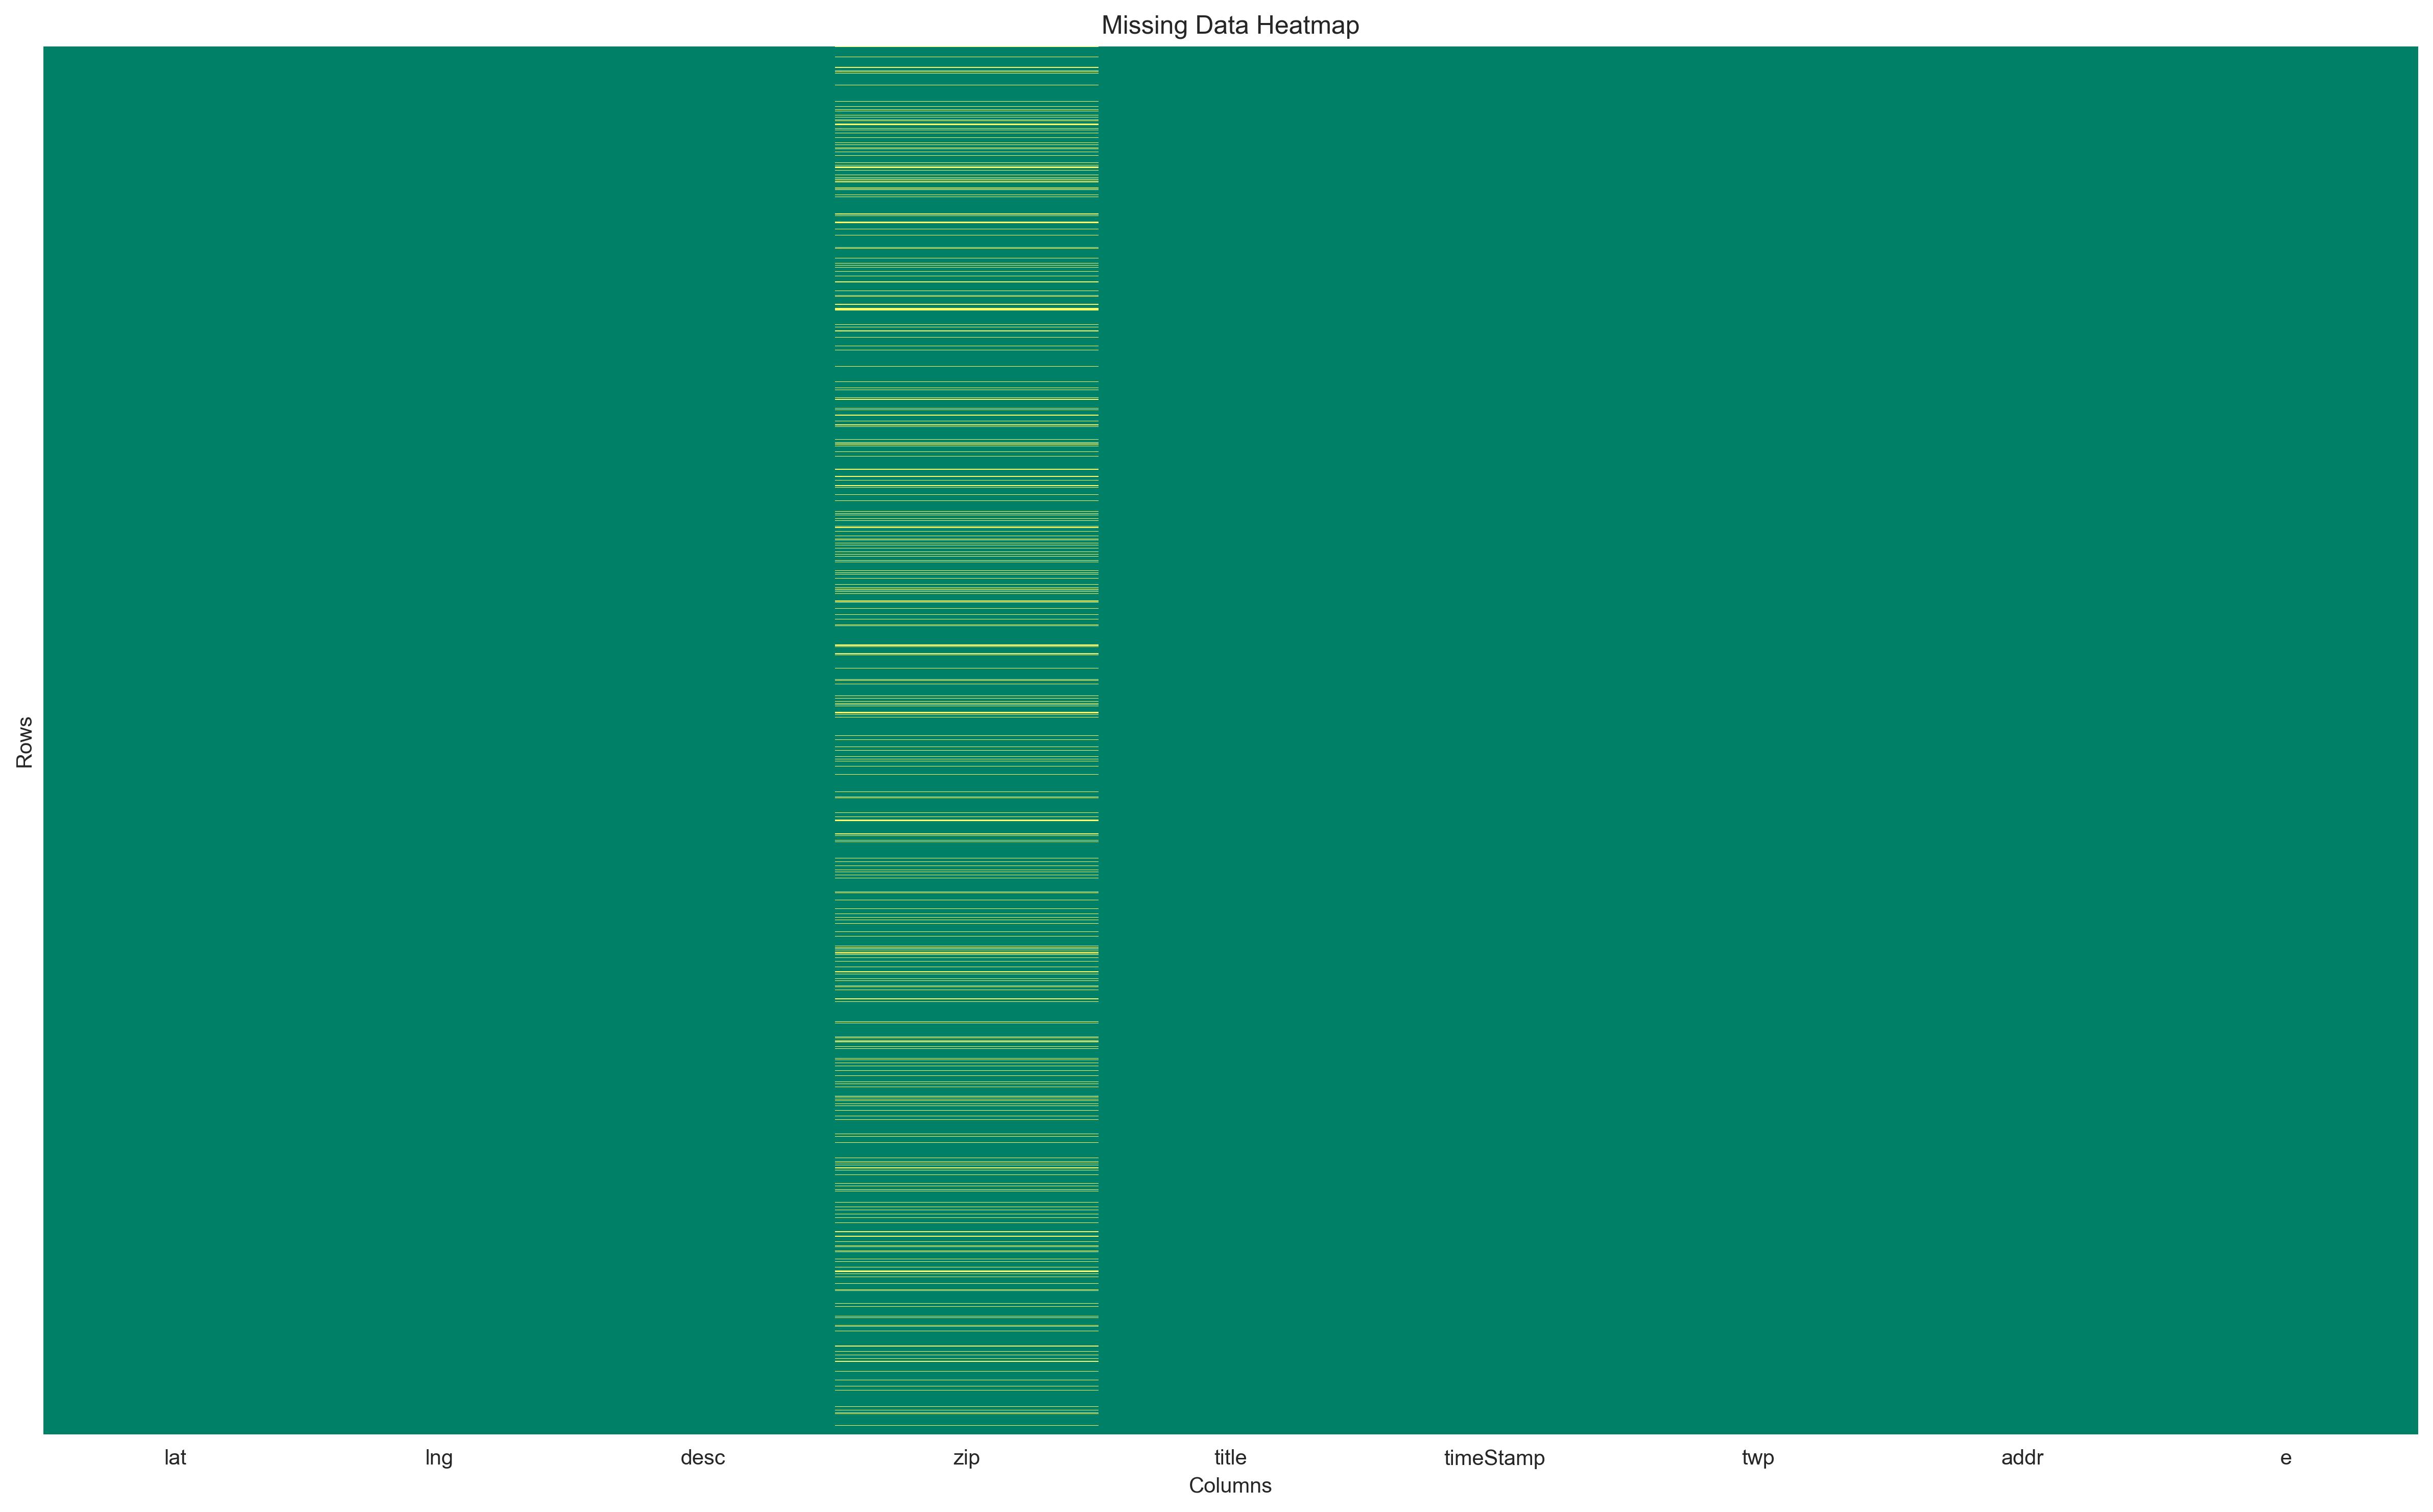 Missing Data Heatmap
Rows
lat lng desc zip title timeStamp twp addr e
Columns